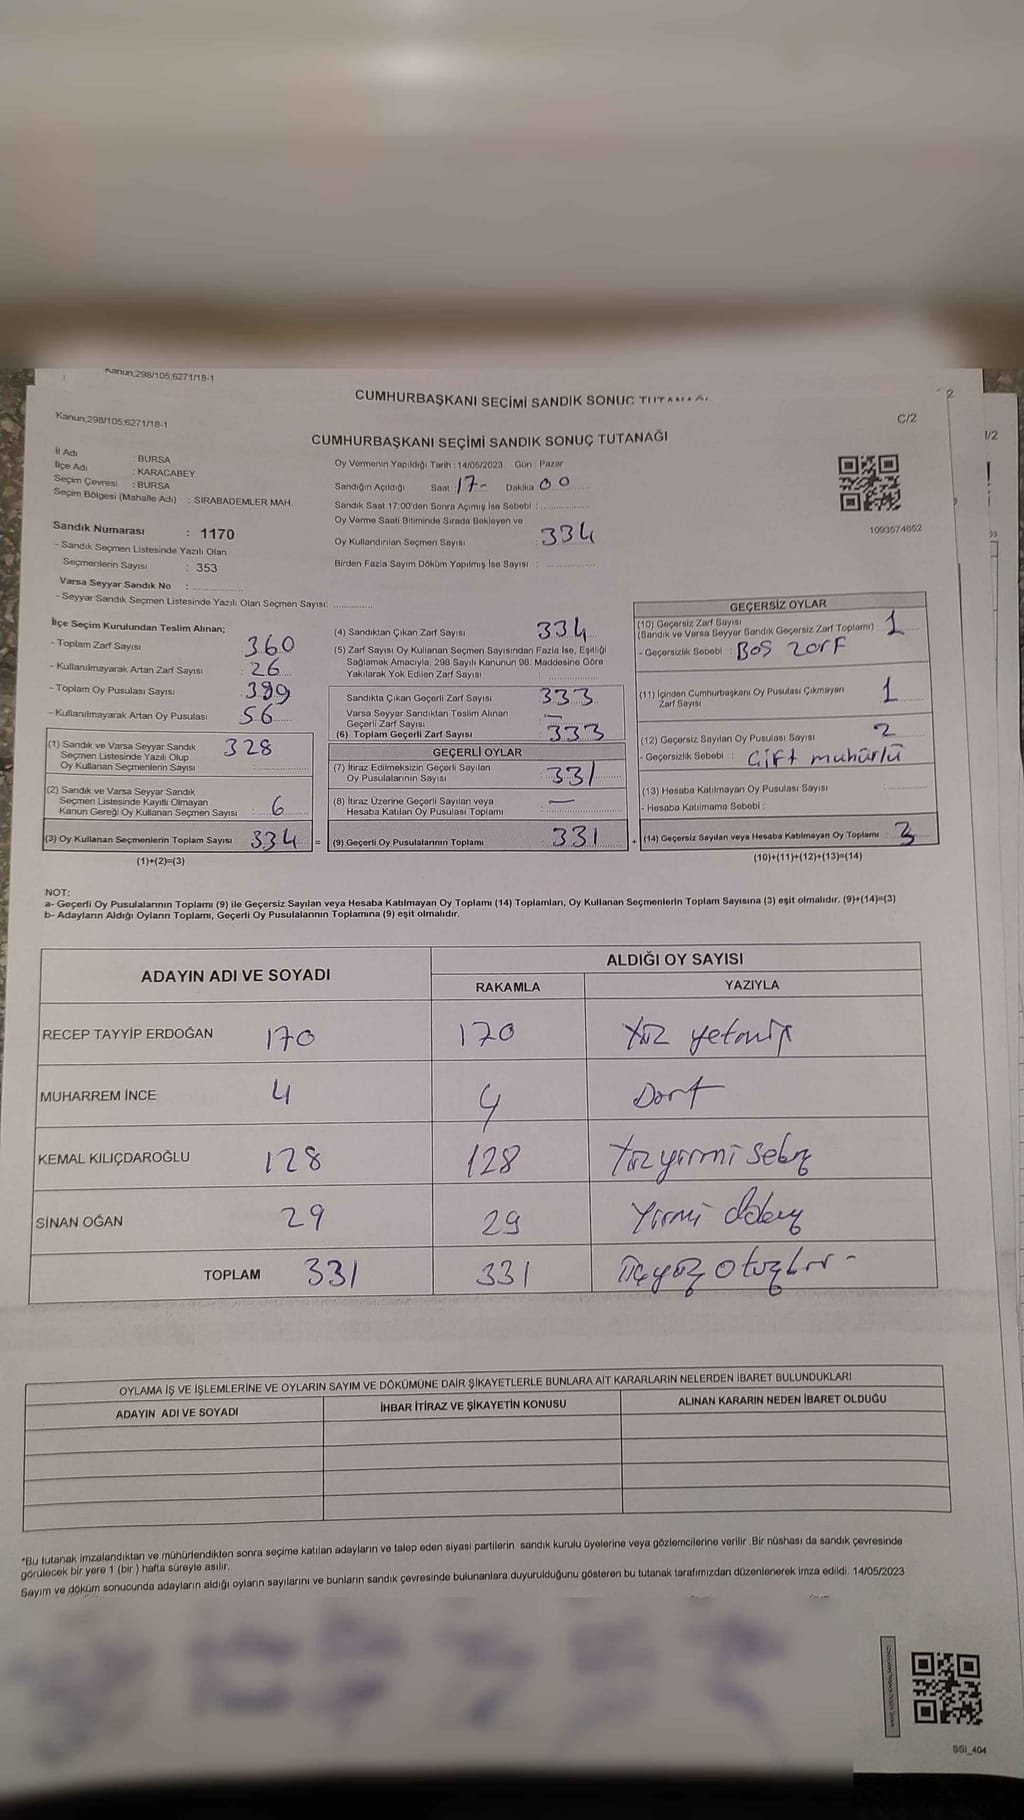 Kanun;298/105;6271/18-1
CUMHURBAŞKANI SEÇİMİ SANDIK SONUÇ
Kanun;298/105;6271/18-1
C/2
CUMHURBAŞKANI SEÇİMİ SANDIK SONUÇ TUTANAĞI
İl Adı : BURSA
İlçe Adı : KARACABEY
Seçim Çevresi : BURSA
Seçim Bölgesi (Mahalle Adı) : SIRABADEMLER MAH.
Sandık Numarası : 1170
- Sandık Seçmen Listesinde Yazılı Olan
Seçmenlerin Sayısı : 353
Varsa Seyyar Sandık No :
- Seyyar Sandık Seçmen Listesinde Yazılı Olan Seçmen Sayısı:
Oy Vermenin Yapıldığı Tarih :14/05/2023 Gün : Pazar
Sandığın Açıldığı Saat 17- Dakika 00
Sandık Saat 17:00'den Sonra Açımış İse Sebebi :
Oy Verme Saati Bitiminde Sırada Bekleyen ve
Oy Kullandırılan Seçmen Sayısı : 334
Birden Fazla Sayım Döküm Yapılmış İse Sayısı :
1093574862
İlçe Seçim Kurulundan Teslim Alınan;
- Toplam Zarf Sayısı : 360
- Kullanılmayarak Artan Zarf Sayısı : 26
- Toplam Oy Pusulası Sayısı : 399
- Kullanılmayarak Artan Oy Pusulası : 56
(1) Sandık ve Varsa Seyyar Sandık 328
Seçmen Listesinde Yazılı Olup
Oy Kullanan Seçmenlerin Sayısı :
(2) Sandık ve Varsa Seyyar Sandık
Seçmen Listesinde Kayıtlı Olmayan
Kanun Gereği Oy Kullanan Seçmen Sayısı : 6
(3) Oy Kullanan Seçmenlerin Toplam Sayısı : 334 =
(1)+(2)=(3)
(4) Sandıktan Çıkan Zarf Sayısı : 334
(5) Zarf Sayısı Oy Kullanan Seçmen Sayısından Fazla İse, Eşitliği
Sağlamak Amacıyla; 298 Sayılı Kanunun 98. Maddesine Göre
Yakılarak Yok Edilen Zarf Sayısı :
Sandıkta Çıkan Geçerli Zarf Sayısı : 333
Varsa Seyyar Sandıktan Teslim Alınan
Geçerli Zarf Sayısı : —
(6) Toplam Geçerli Zarf Sayısı : 333
GEÇERLİ OYLAR
(7) İtiraz Edilmeksizin Geçerli Sayılan
Oy Pusulalarının Sayısı : 331
(8) İtiraz Üzerine Geçerli Sayılan veya
Hesaba Katılan Oy Pusulası Toplamı : —
(9) Geçerli Oy Pusulalarının Toplamı : 331 +
GEÇERSİZ OYLAR
(10) Geçersiz Zarf Sayısı
(Sandık ve Varsa Seyyar Sandık Geçersiz Zarf Toplamı) : 1
- Geçersizlik Sebebi : Boş zarf
(11) İçinden Cumhurbaşkanı Oy Pusulası Çıkmayan 1
Zarf Sayısı
(12) Geçersiz Sayılan Oy Pusulası Sayısı : 2
- Geçersizlik Sebebi : Çift mühürlü
(13) Hesaba Katılmayan Oy Pusulası Sayısı :
- Hesaba Katılmama Sebebi :
(14) Geçersiz Sayılan veya Hesaba Katılmayan Oy Toplamı : 3
(10)+(11)+(12)+(13)=(14)
NOT:
a- Geçerli Oy Pusulalarının Toplamı (9) ile Geçersiz Sayılan veya Hesaba Katılmayan Oy Toplamı (14) Toplamları, Oy Kullanan Seçmenlerin Toplam Sayısına (3) eşit olmalıdır. (9)+(14)=(3)
b- Adayların Aldığı Oyların Toplamı, Geçerli Oy Pusulalarının Toplamına (9) eşit olmalıdır.
ADAYIN ADI VE SOYADI ALDIĞI OY SAYISI
RAKAMLA YAZIYLA
RECEP TAYYİP ERDOĞAN 170 170 Yüz yetmiş
MUHARREM İNCE 4 4 Dört
KEMAL KILIÇDAROĞLU 128 128 Yüzyirmi sekiz
SİNAN OĞAN 29 29 Yirmi dokuz
TOPLAM 331 331 üçyüz otuzbir -
OYLAMA İŞ VE İŞLEMLERİNE VE OYLARIN SAYIM VE DÖKÜMÜNE DAİR ŞİKAYETLERLE BUNLARA AİT KARARLARIN NELERDEN İBARET BULUNDUKLARI
ADAYIN ADI VE SOYADI İHBAR İTİRAZ VE ŞİKAYETİN KONUSU ALINAN KARARIN NEDEN İBARET OLDUĞU
*Bu tutanak imzalandıktan ve mühürlendikten sonra seçime katılan adayların ve talep eden siyasi partilerin sandık kurulu üyelerine veya gözlemcilerine verilir .Bir nüshası da sandık çevresinde
görülecek bir yere 1 (bir ) hafta süreyle asılır.
Sayım ve döküm sonucunda adayların aldığı oyların sayılarını ve bunların sandık çevresinde bulunanlara duyurulduğunu gösteren bu tutanak tarafımızdan düzenlenerek imza edildi. 14/05/2023
SSI_404